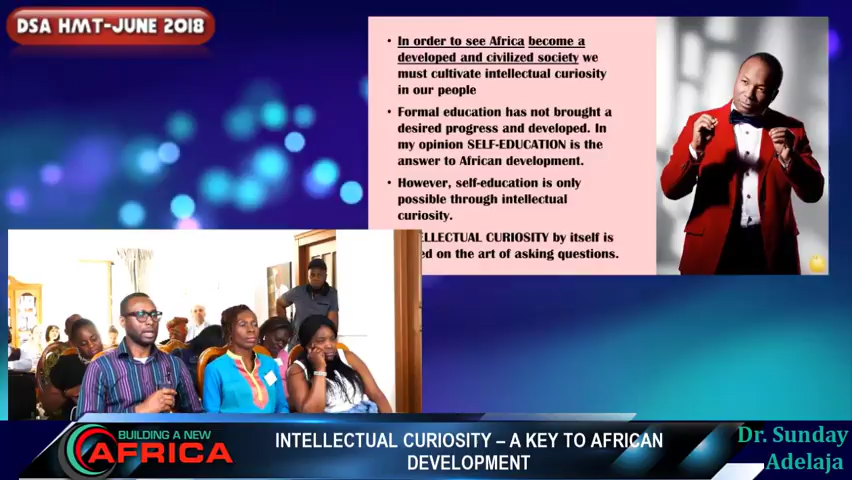 DSA HMT-JUNE 2018
• In order to see Africa become a
developed and civilized society we
must cultivate intellectual curiosity
in our people
• Formal education has not brought a
desired progress and developed. In
my opinion SELF-EDUCATION is the
answer to African development.
• However, self-education is only
possible through intellectual
curiosity.
CURIOSITY by itself is
on the art of asking questions.
BUILDING A NEW
AFRICA
INTELLECTUAL CURIOSITY – A KEY TO AFRICAN
DEVELOPMENT
Dr. Sunday
Adelaja